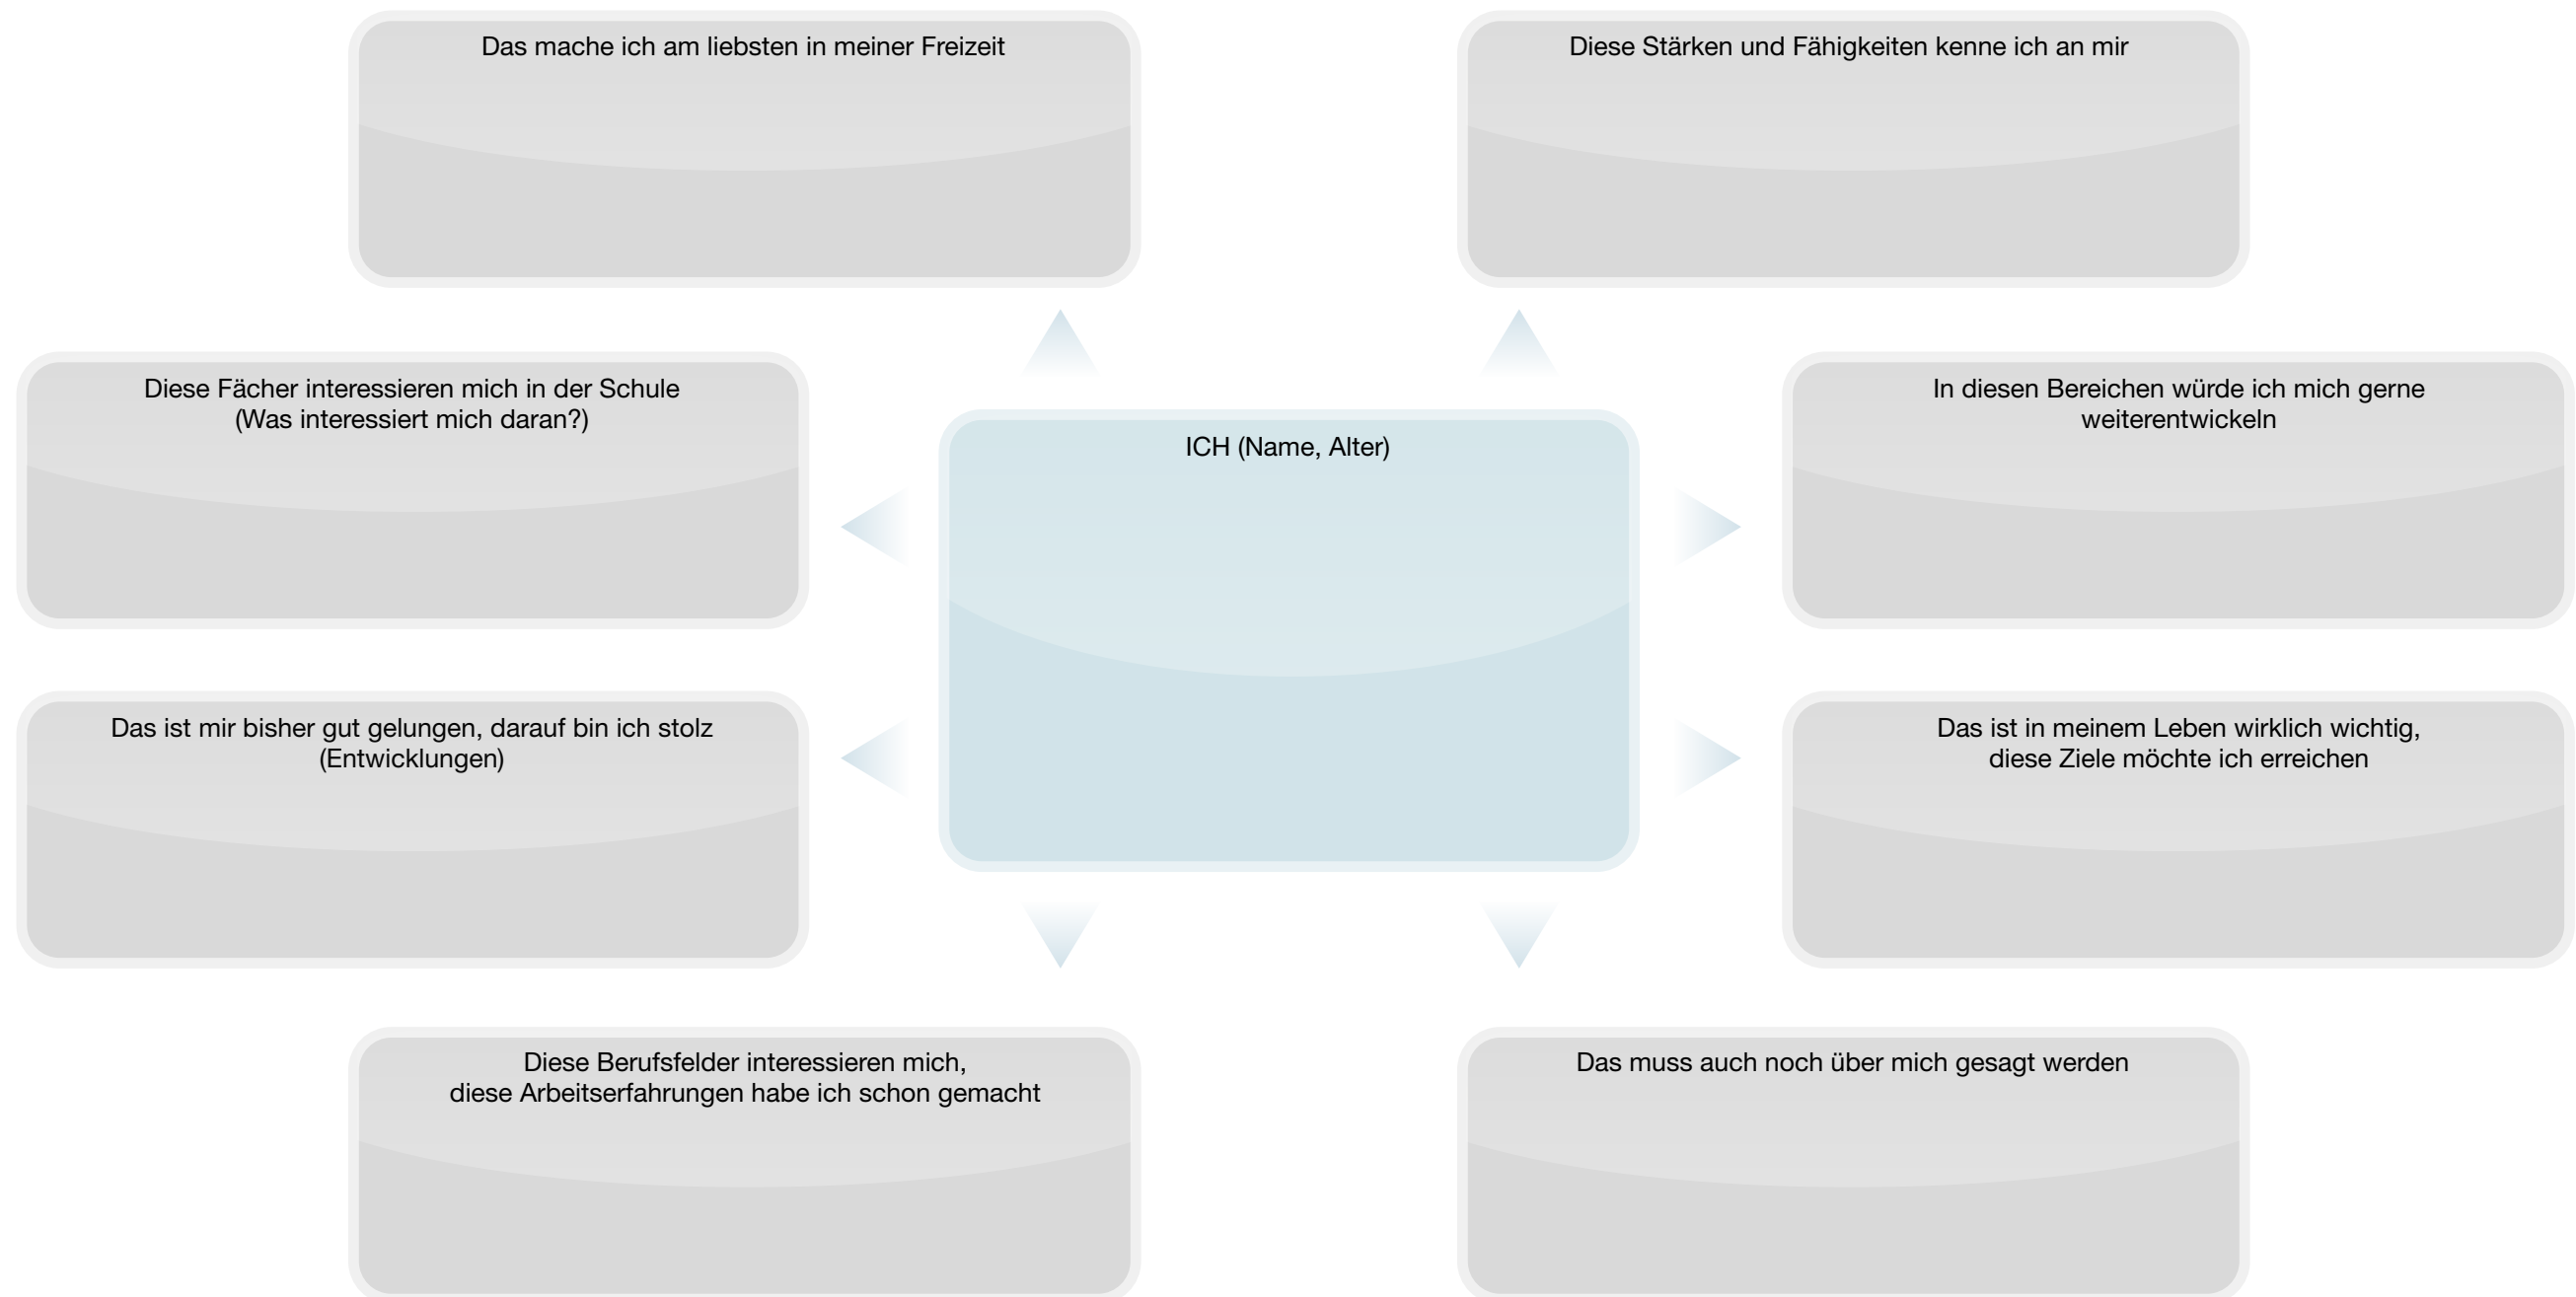 Das mache ich am liebsten in meiner Freizeit
Diese Stärken und Fähigkeiten kenne ich an mir
Diese Fächer interessieren mich in der Schule
(Was interessiert mich daran?)
ICH (Name, Alter)
In diesen Bereichen würde ich mich gerne
weiterentwickeln
Das ist mir bisher gut gelungen, darauf bin ich stolz
(Entwicklungen)
Das ist in meinem Leben wirklich wichtig,
diese Ziele möchte ich erreichen
Diese Berufsfelder interessieren mich,
diese Arbeitserfahrungen habe ich schon gemacht
Das muss auch noch über mich gesagt werden